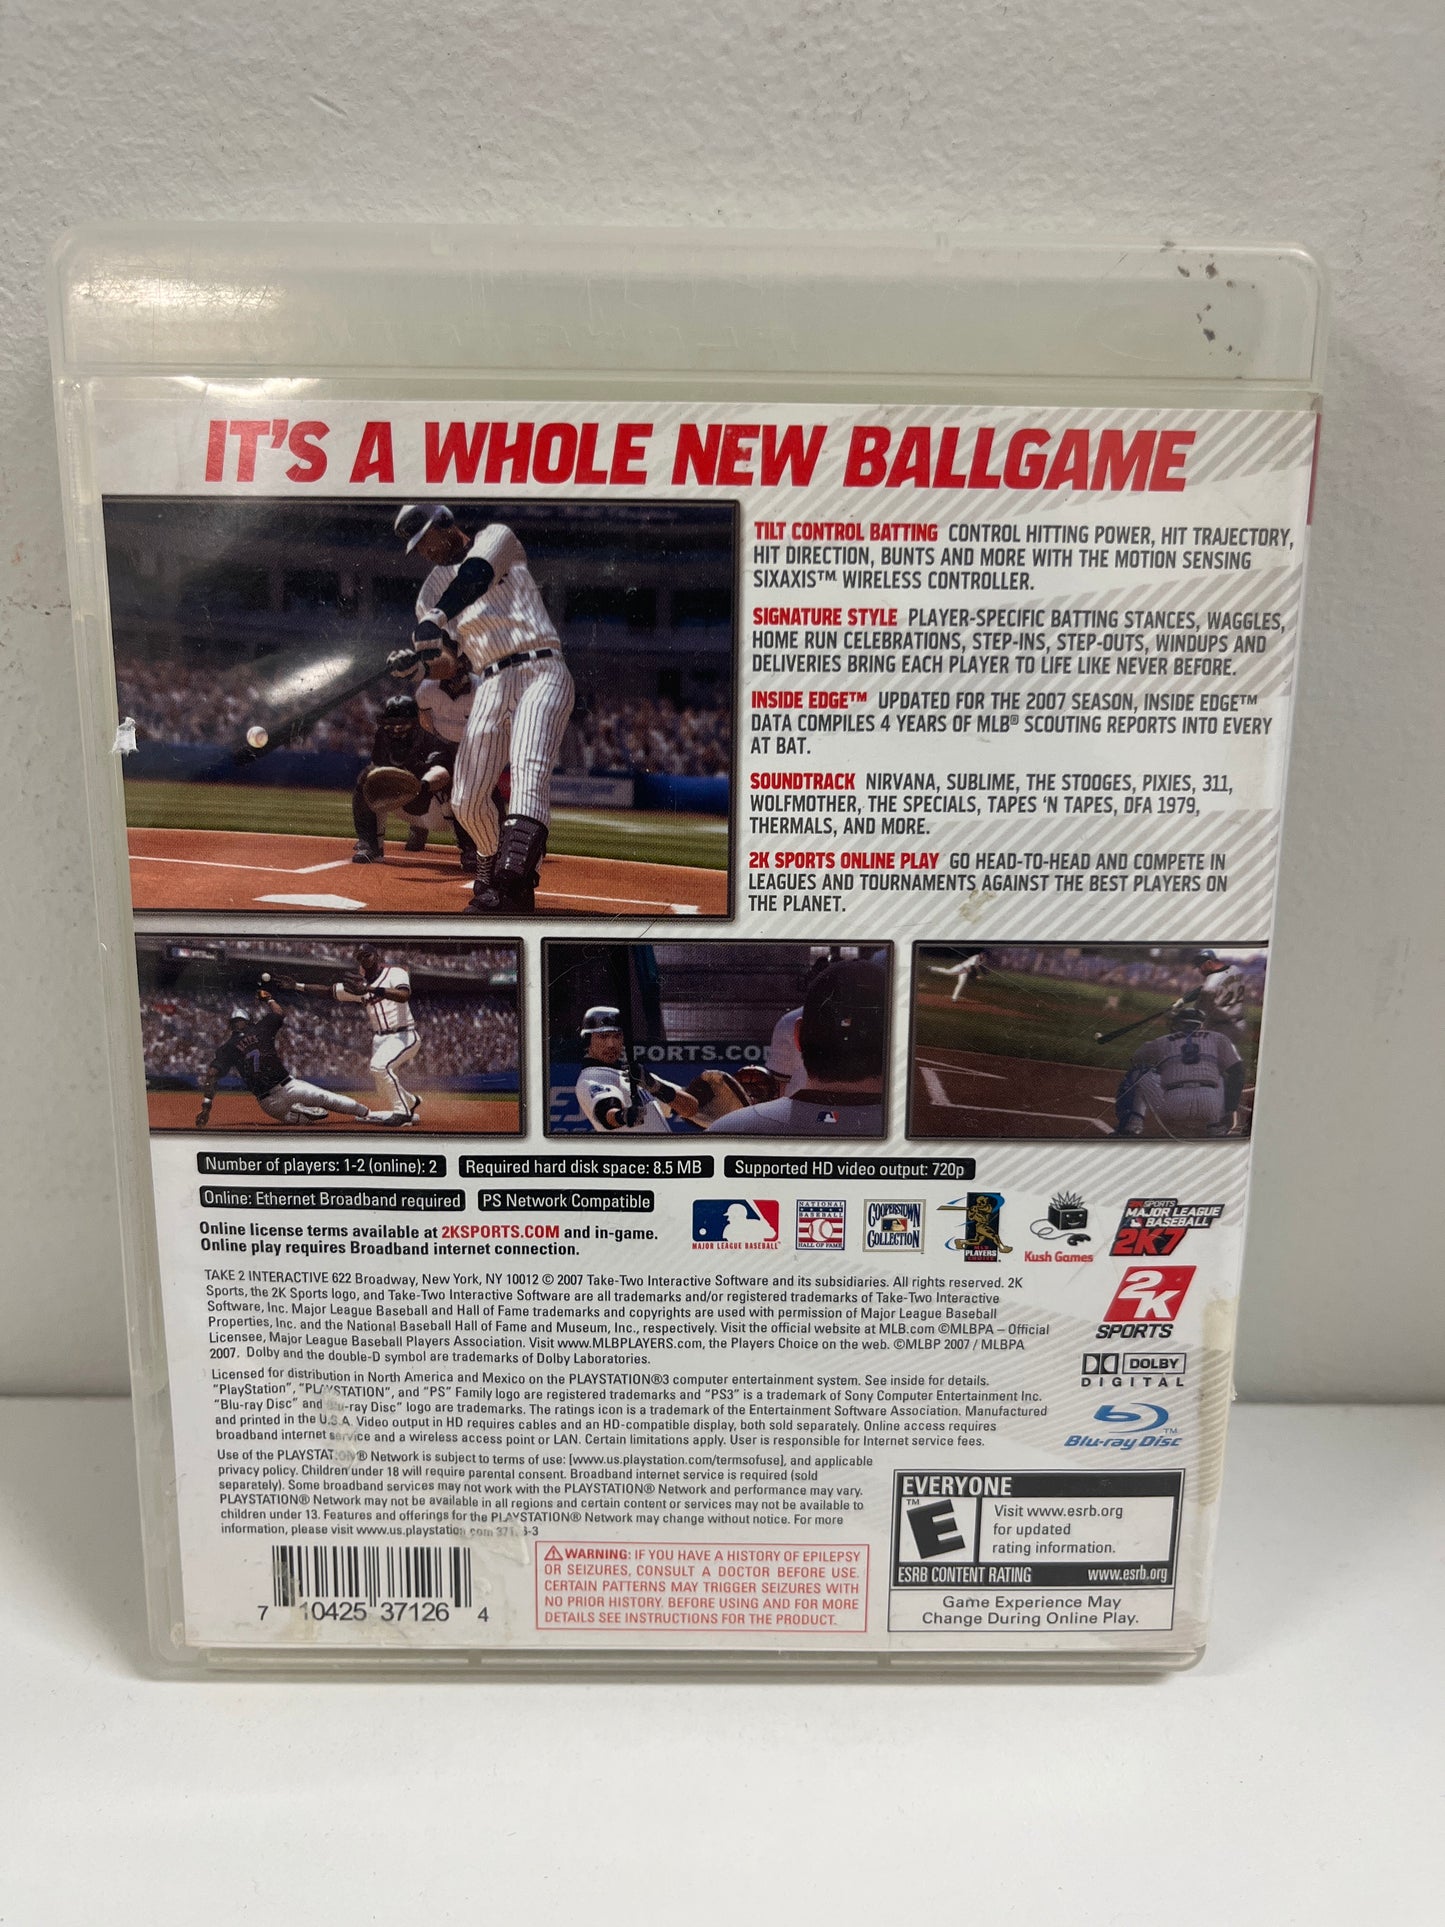 IT'S A WHOLE NEW BALLGAME
TILT CONTROL BATTING CONTROL HITTING POWER, HIT TRAJECTORY,
HIT DIRECTION, BUNTS AND MORE WITH THE MOTION SENSING
SIXAXIS™ WIRELESS CONTROLLER.
SIGNATURE STYLE PLAYER-SPECIFIC BATTING STANCES, WAGGLES,
HOME RUN CELEBRATIONS, STEP-INS, STEP-OUTS, WINDUPS AND
DELIVERIES BRING EACH PLAYER TO LIFE LIKE NEVER BEFORE.
INSIDE EDGE™ UPDATED FOR THE 2007 SEASON, INSIDE EDGE™
DATA COMPILES 4 YEARS OF MLB® SCOUTING REPORTS INTO EVERY
AT BAT.
SOUNDTRACK NIRVANA, SUBLIME, THE STOOGES, PIXIES, 311,
WOLFMOTHER, THE SPECIALS, TAPES 'N TAPES, DFA 1979,
THERMALS, AND MORE.
2K SPORTS ONLINE PLAY GO HEAD-TO-HEAD AND COMPETE IN
LEAGUES AND TOURNAMENTS AGAINST THE BEST PLAYERS ON
THE PLANET.
7
SPORTS.CO
28
8
Number of players: 1-2 (online): 2
Required hard disk space: 8.5 MB
Supported HD video output: 720p
Online: Ethernet Broadband required
PS Network Compatible
Online license terms available at 2KSPORTS.COM and in-game.
Online play requires Broadband internet connection.
MAJOR LEAGUE BASEBALL
NATIONAL
BASEBALL
HALL OF FAME
COOPERSTOWN
COLLECTION
MLB
PLAYERS
CHOICE
Kush Games
2K SPORTS
MAJOR LEAGUE
BASEBALL
2K7
2K
SPORTS
DOLBY
DIGITAL
Blu-ray Disc™
TAKE 2 INTERACTIVE 622 Broadway, New York, NY 10012 © 2007 Take-Two Interactive Software and its subsidiaries. All rights reserved. 2K
Sports, the 2K Sports logo, and Take-Two Interactive Software are all trademarks and/or registered trademarks of Take-Two Interactive
Software, Inc. Major League Baseball and Hall of Fame trademarks and copyrights are used with permission of Major League Baseball
Properties, Inc. and the National Baseball Hall of Fame and Museum, Inc., respectively. Visit the official website at MLB.com ©MLBPA – Official
Licensee, Major League Baseball Players Association. Visit www.MLBPLAYERS.com, the Players Choice on the web. ©MLBP 2007 / MLBPA
2007. Dolby and the double-D symbol are trademarks of Dolby Laboratories.
Licensed for distribution in North America and Mexico on the PLAYSTATION®3 computer entertainment system. See inside for details.
"PlayStation", "PLAYSTATION", and "PS" Family logo are registered trademarks and "PS3" is a trademark of Sony Computer Entertainment Inc.
"Blu-ray Disc" and "Blu-ray Disc" logo are trademarks. The ratings icon is a trademark of the Entertainment Software Association. Manufactured
and printed in the U.S.A. Video output in HD requires cables and an HD-compatible display, both sold separately. Online access requires
broadband internet service and a wireless access point or LAN. Certain limitations apply. User is responsible for Internet service fees.
Use of the PLAYSTATION® Network is subject to terms of use: [www.us.playstation.com/termsofuse], and applicable
privacy policy. Children under 18 will require parental consent. Broadband internet service is required (sold
separately). Some broadband services may not work with the PLAYSTATION® Network and performance may vary.
PLAYSTATION® Network may not be available in all regions and certain content or services may not be available to
children under 13. Features and offerings for the PLAYSTATION® Network may change without notice. For more
information, please visit www.us.playstation.com
7 10425 37126 4
WARNING: IF YOU HAVE A HISTORY OF EPILEPSY
OR SEIZURES, CONSULT A DOCTOR BEFORE USE.
CERTAIN PATTERNS MAY TRIGGER SEIZURES WITH
NO PRIOR HISTORY. BEFORE USING AND FOR MORE
DETAILS SEE INSTRUCTIONS FOR THE PRODUCT.
EVERYONE
E™
Visit www.esrb.org
for updated
rating information.
ESRB CONTENT RATING www.esrb.org
Game Experience May
Change During Online Play.